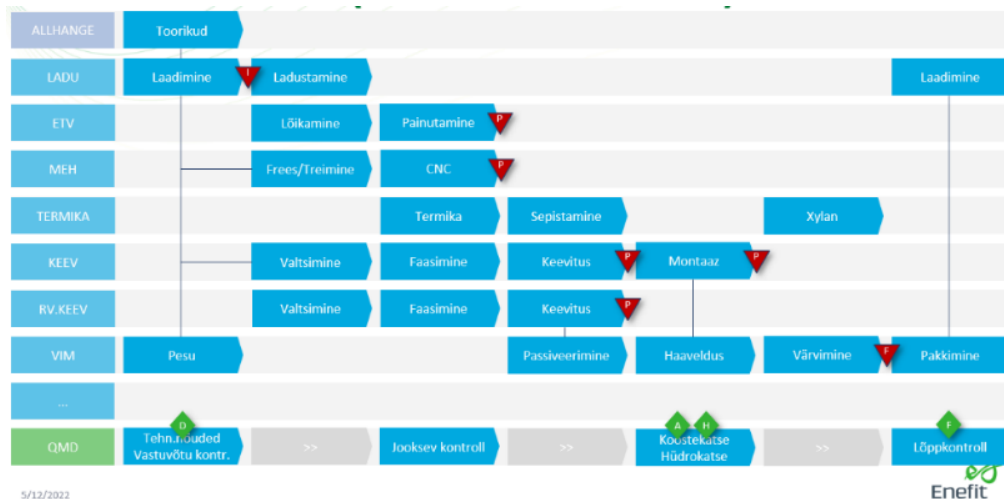 ALLHANGE Toorikud
LADU Laadimine I Ladustamine Laadimine
ETV Lõikamine Painutamine P
MEH Frees/Treimine CNC P
TERMIKA Termika Sepistamine Xylan
KEEV Valtsimine Faasimine Keevitus P Montaaz P
RV.KEEV Valtsimine Faasimine Keevitus P
VIM Pesu Passiveerimine Haaveldus Värvimine F Pakkimine
...
D A H F
QMD Tehn.nõuded >> Jooksev kontroll >> Koostekatse >> Lõppkontroll
Vastuvõtu kontr. Hüdrokatse
5/12/2022
Enefit